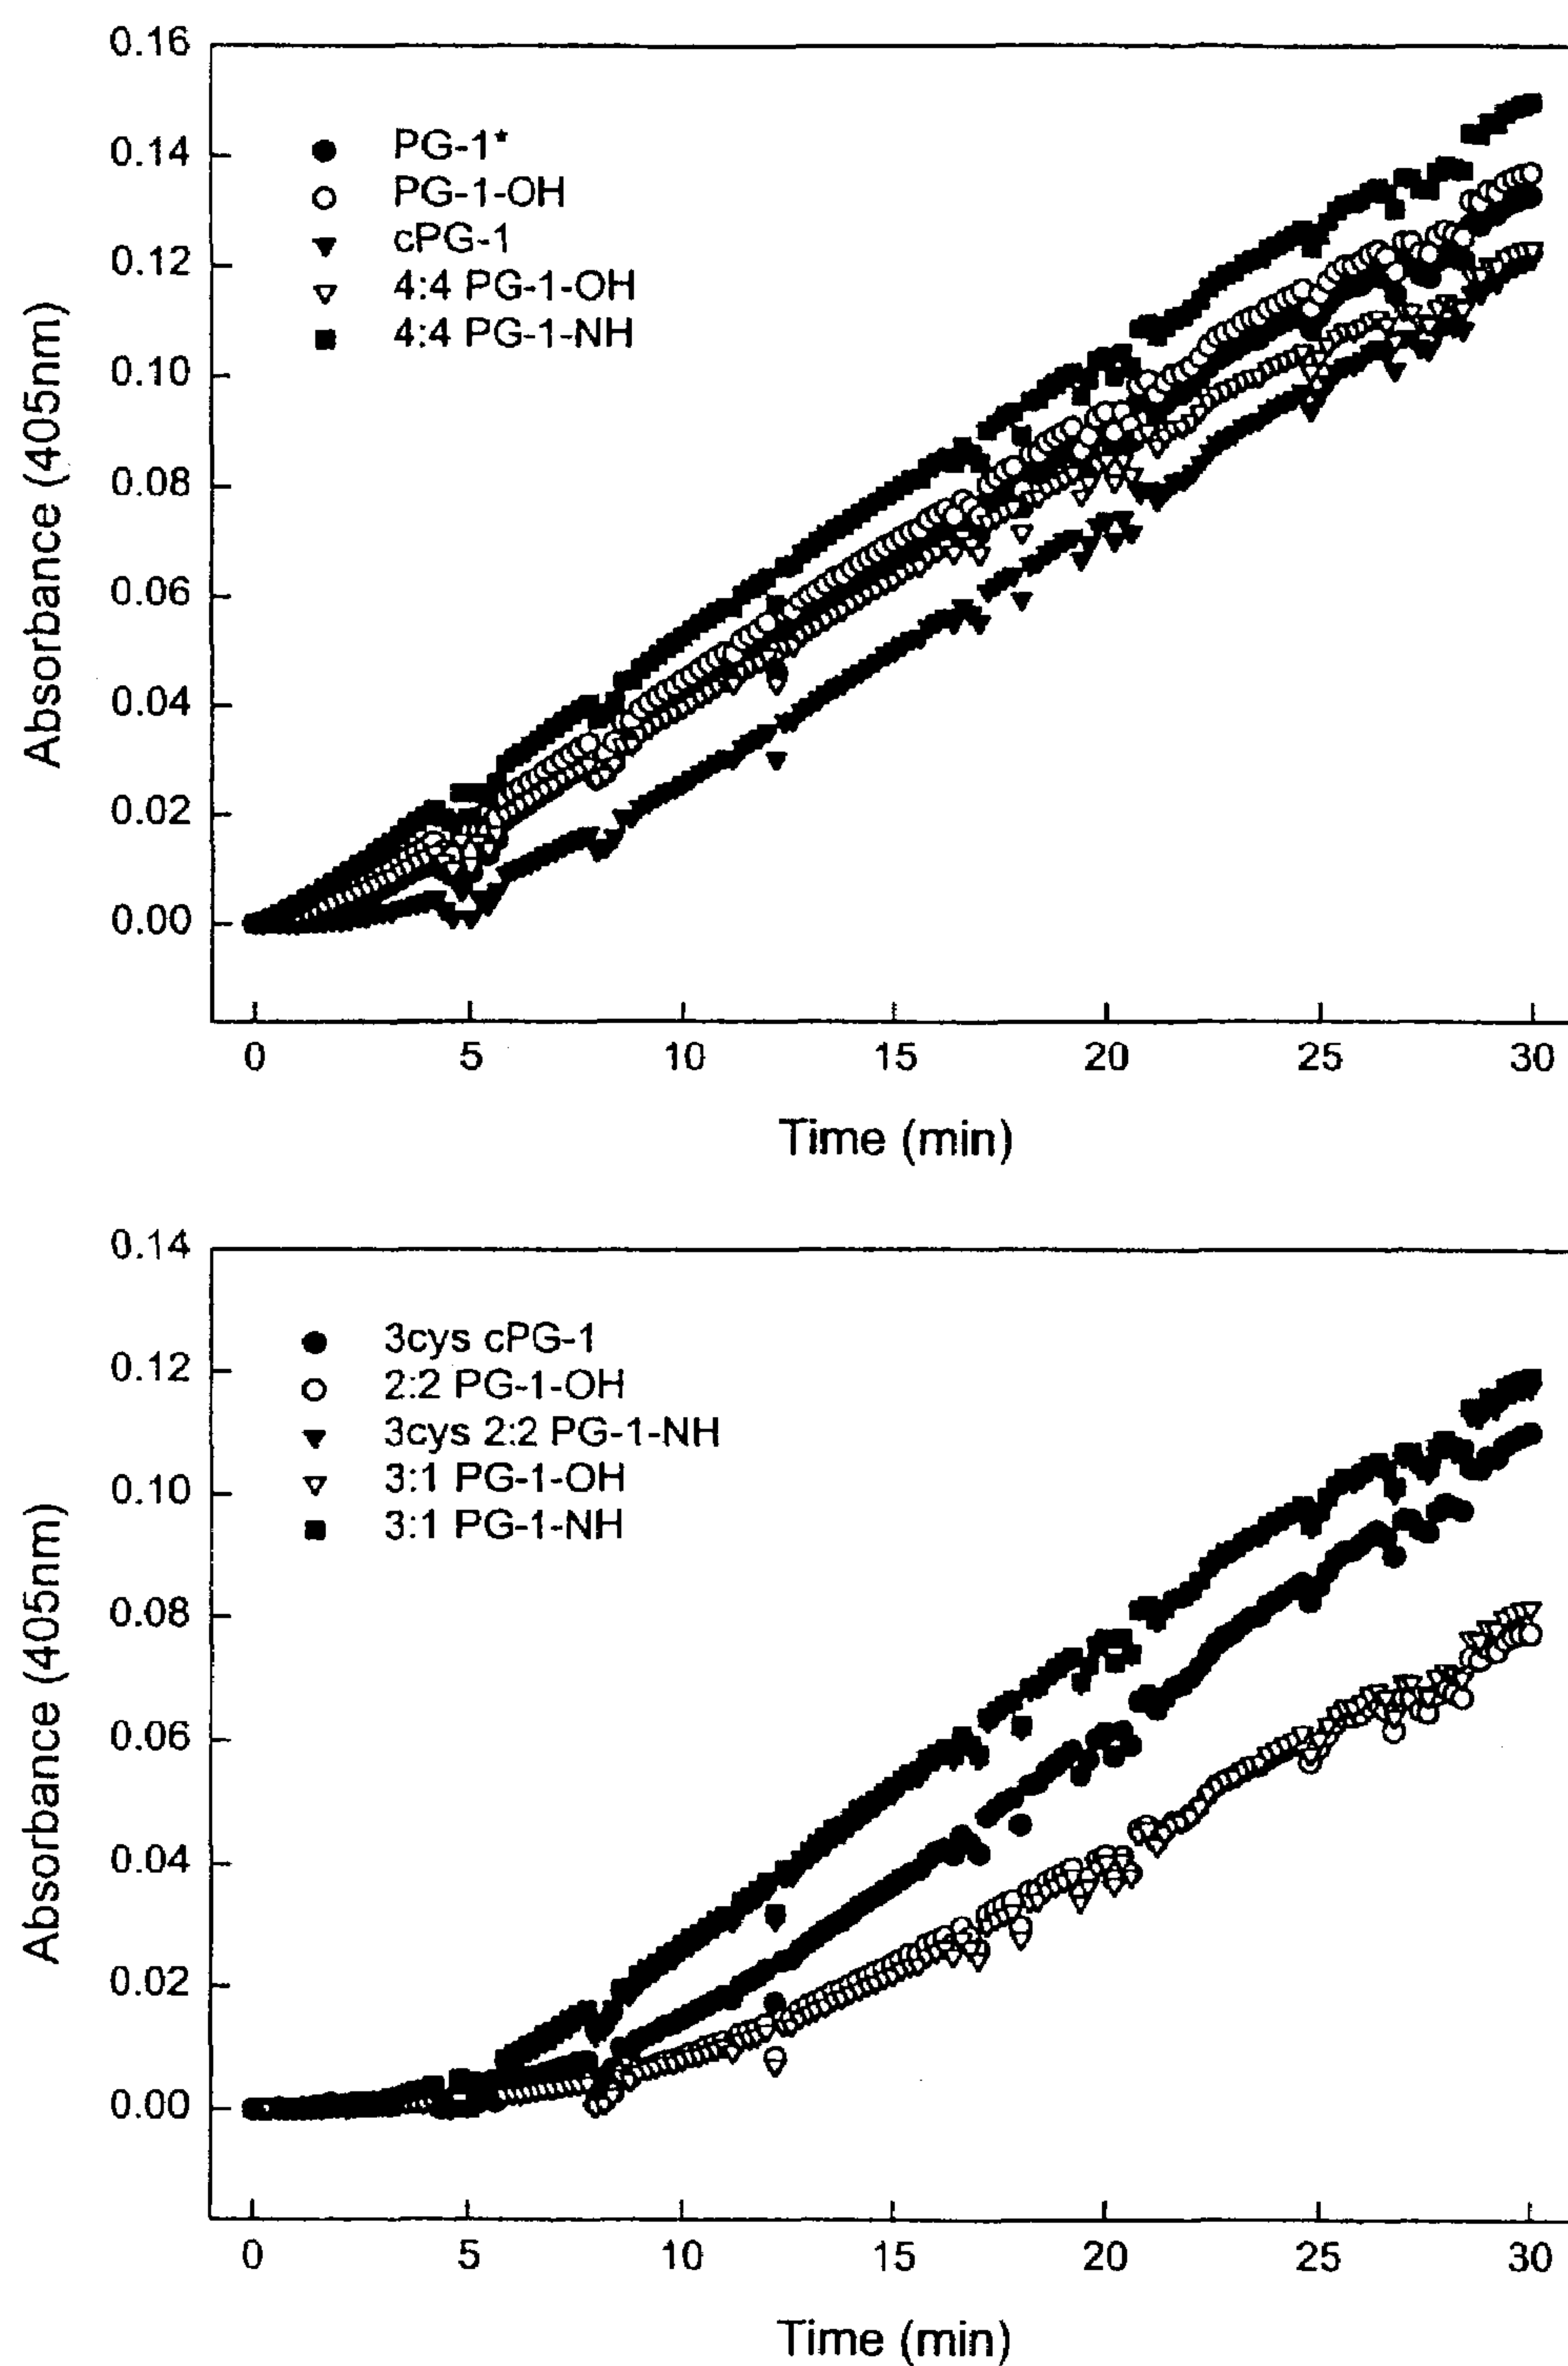 0.16
0.14
0.12
0.10
0.08
0.06
0.04
0.02
0.00
Absorbance (405nm)
PG-1*
PG-1-OH
cPG-1
4:4 PG-1-OH
4:4 PG-1-NH
0 5 10 15 20 25 30
Time (min)
0.14
0.12
0.10
0.08
0.06
0.04
0.02
0.00
Absorbance (405nm)
3cys cPG-1
2:2 PG-1-OH
3cys 2:2 PG-1-NH
3:1 PG-1-OH
3:1 PG-1-NH
0 5 10 15 20 25 30
Time (min)